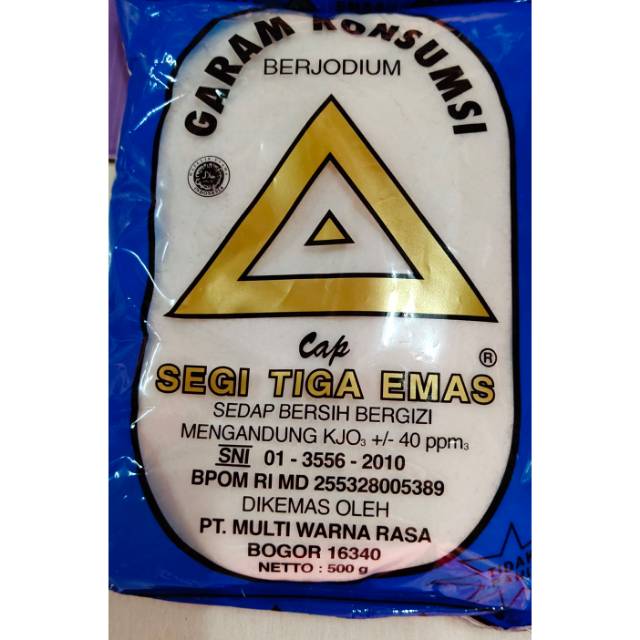 GARAM KONSUMSI
BERJODIUM
Cap
®
SEGI TIGA EMAS
SEDAP BERSIH BERGIZI
MENGANDUNG KJO₃ +/- 40 ppm₃
SNI 01 - 3556 - 2010
BPOM RI MD 255328005389
DIKEMAS OLEH
PT. MULTI WARNA RASA
BOGOR 16340
NETTO : 500 g